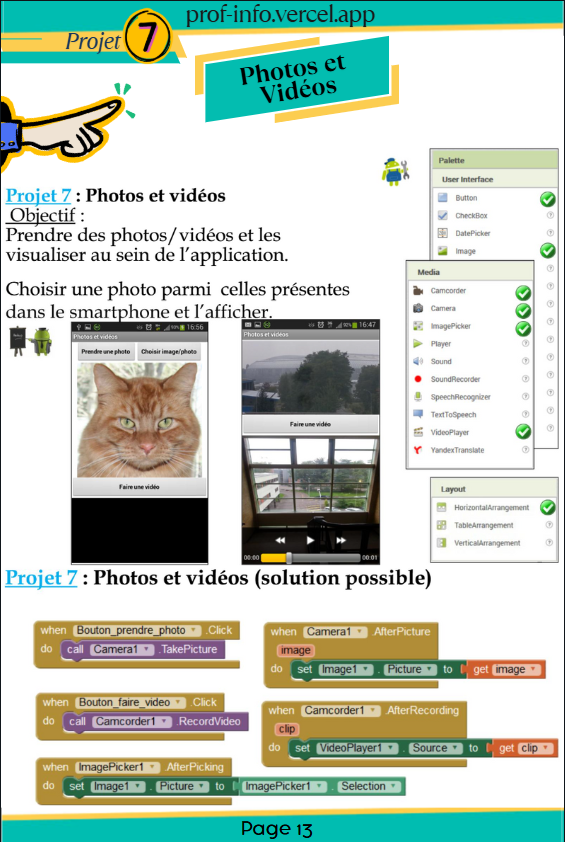 prof-info.vercel.app
Projet 7
Photos et
Vidéos
Projet 7 : Photos et vidéos
Objectif :
Prendre des photos/vidéos et les
visualiser au sein de l'application.
Choisir une photo parmi celles présentes
dans le smartphone et l'afficher.
Palette
User Interface
Button
CheckBox
DatePicker
Image
Media
Camcorder
Camera
ImagePicker
Player
Sound
SoundRecorder
SpeechRecognizer
TextToSpeech
VideoPlayer
YandexTranslate
Layout
HorizontalArrangement
TableArrangement
VerticalArrangement
16:56
Photos et vidéos
Prendre une photo
Choisir image/photo
Faire une vidéo
16:47
Photos et vidéos
Faire une vidéo
00:00
00:01
Projet 7 : Photos et vidéos (solution possible)
when Bouton_prendre_photo .Click
do call Camera1 .TakePicture
when Camera1 .AfterPicture
image
do set Image1 . Picture to get image
when Bouton_faire_video .Click
do call Camcorder1 .RecordVideo
when Camcorder1 .AfterRecording
clip
do set VideoPlayer1 . Source to get clip
when ImagePicker1 .AfterPicking
do set Image1 . Picture to ImagePicker1 . Selection
Page 13